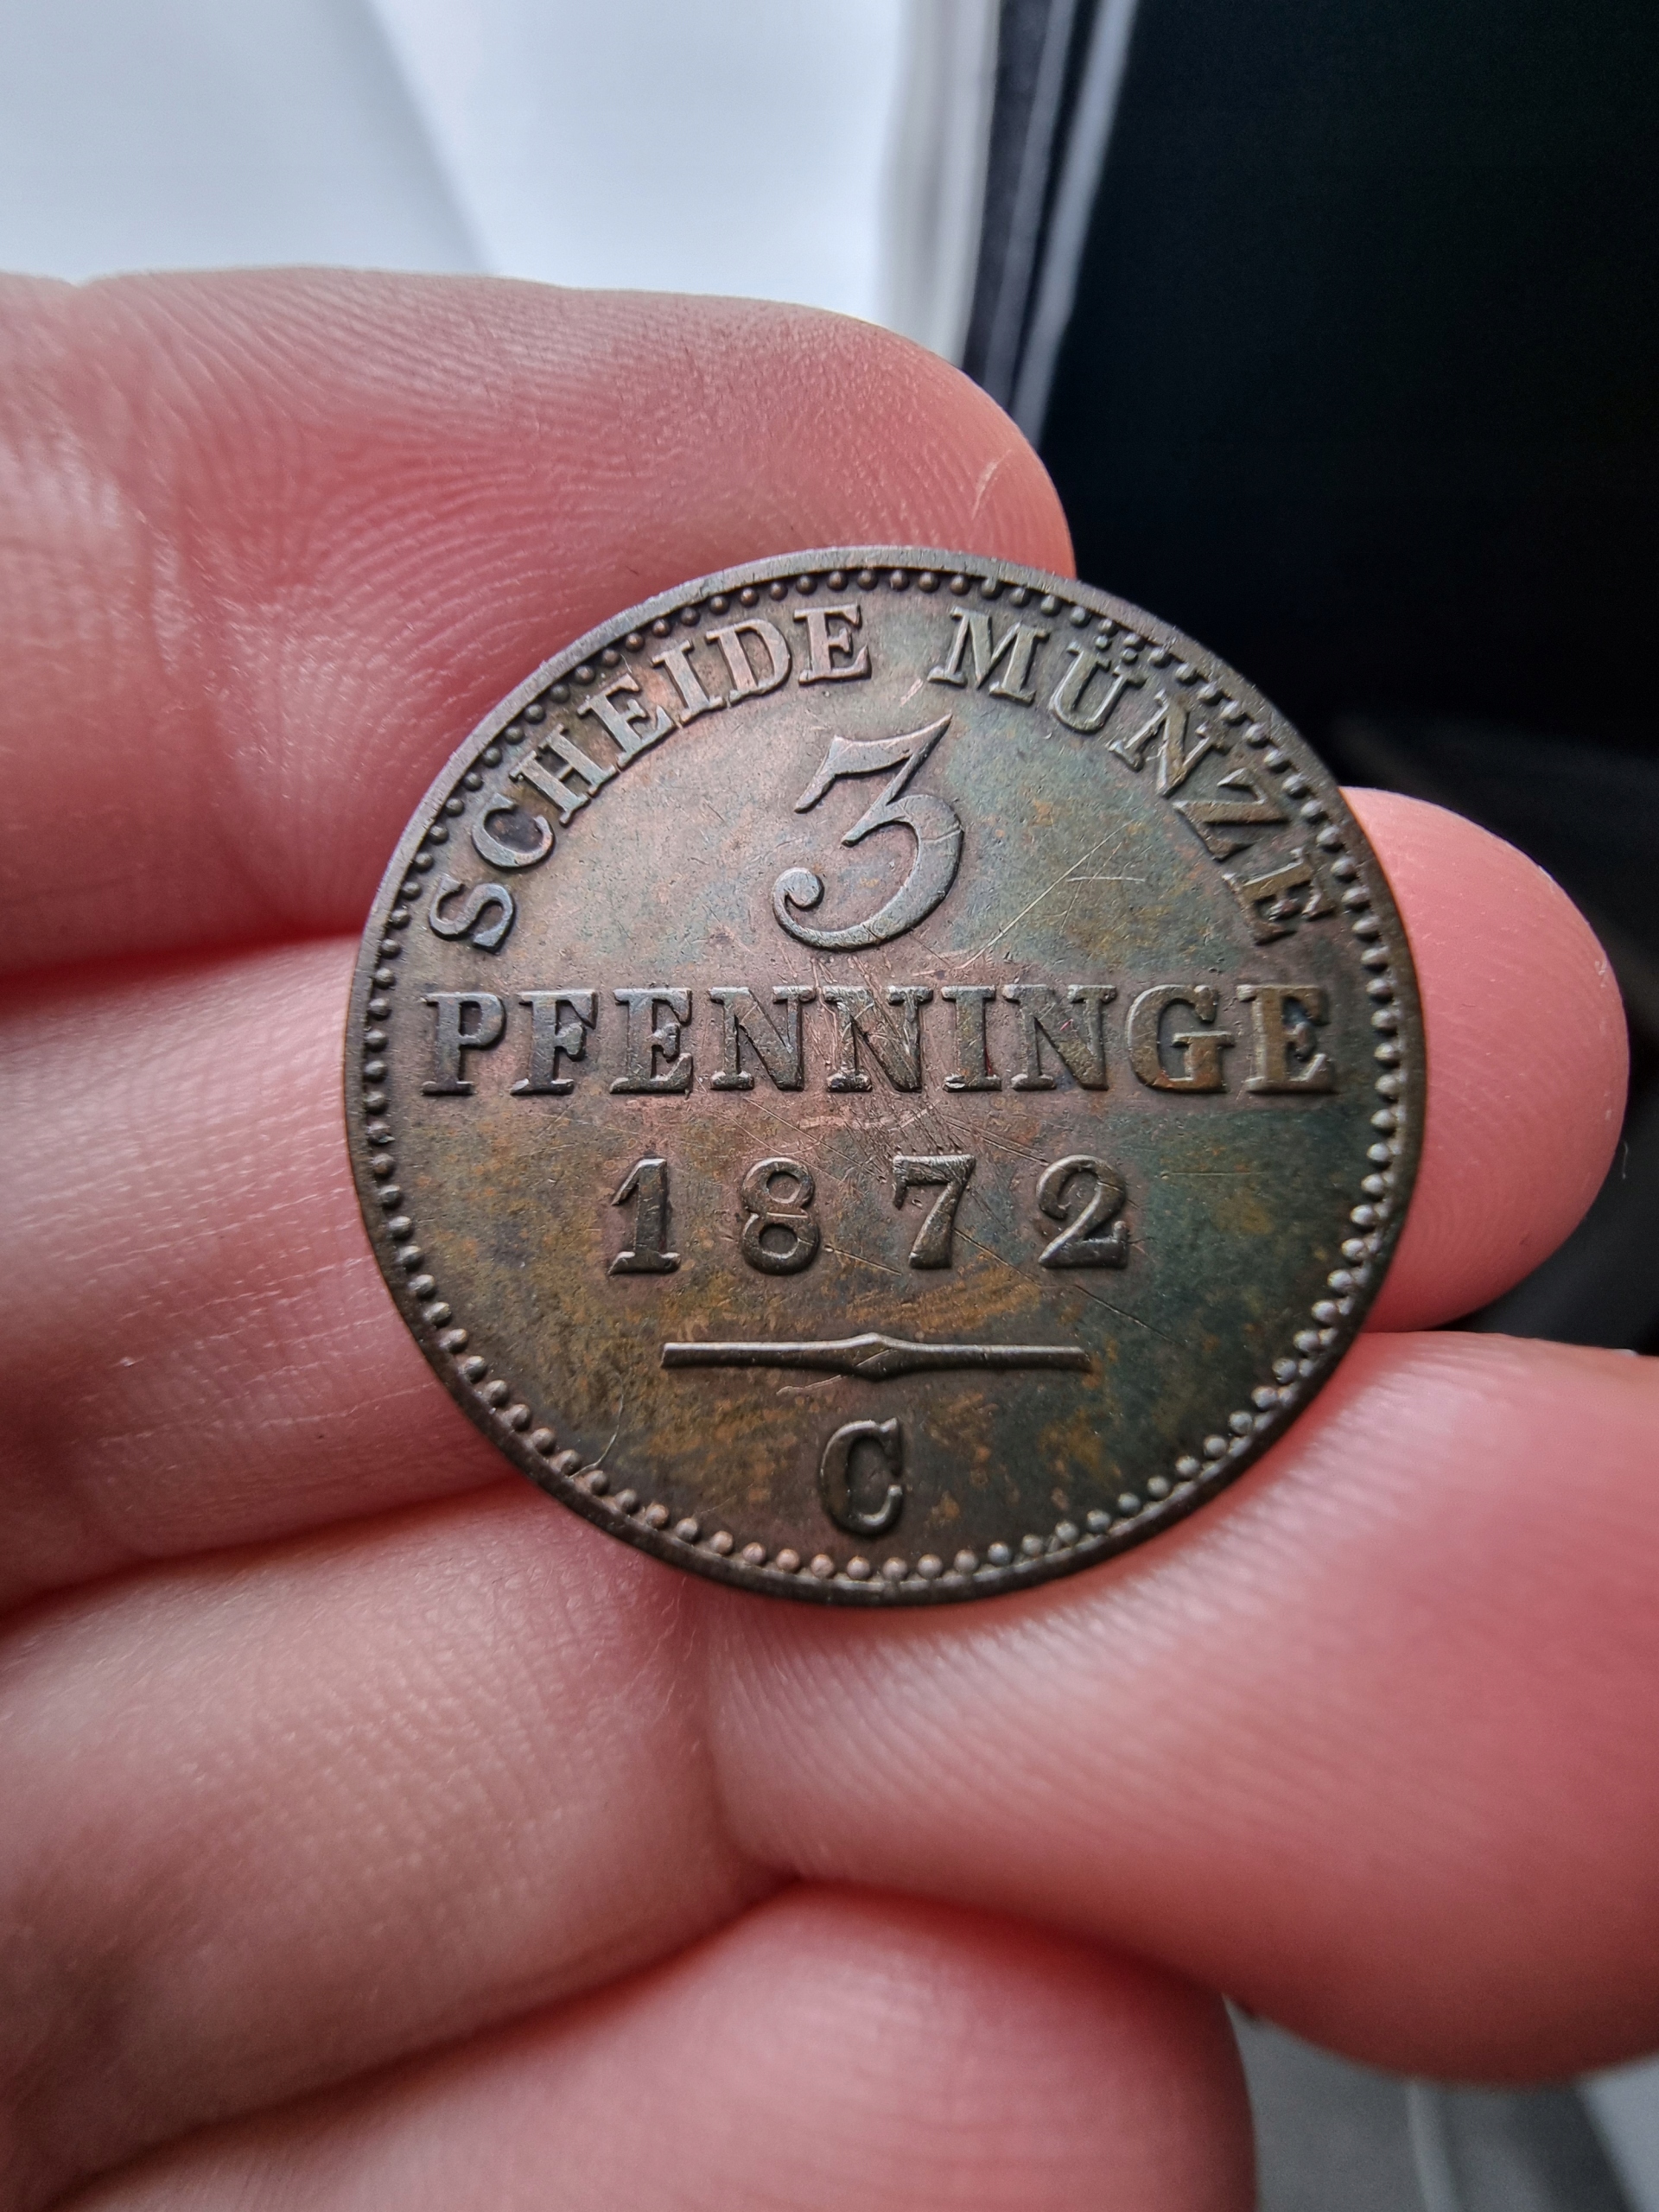 SCHEIDE MÜNZE
3
PFENNINGE
1872
C